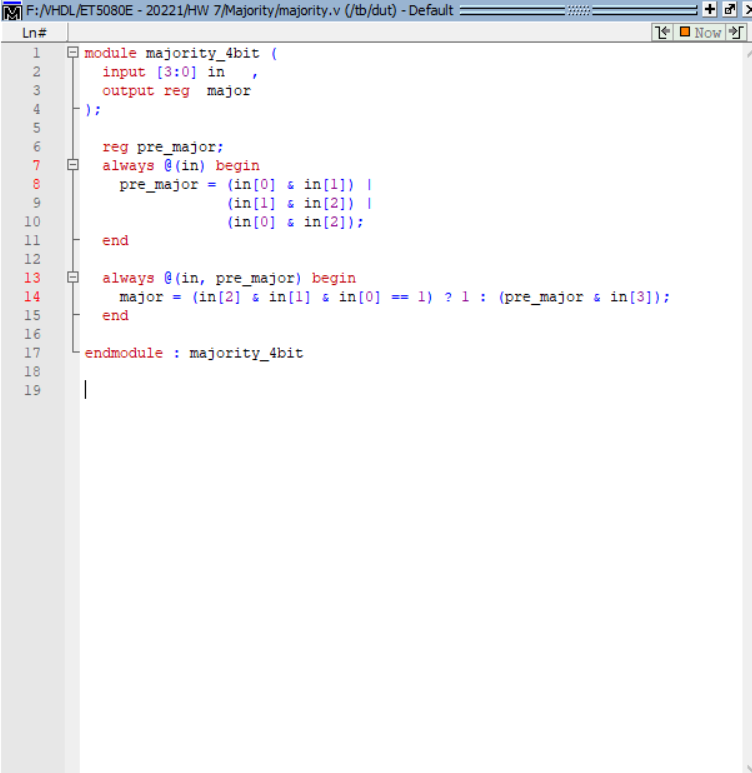 F:/VHDL/ET5080E - 20221/HW 7/Majority/majority.v (/tb/dut) - Default
Ln# Now
1 module majority_4bit (
2   input [3:0] in   ,
3   output reg  major
4 );
5
6   reg pre_major;
7   always @(in) begin
8     pre_major = (in[0] & in[1]) |
9                 (in[1] & in[2]) |
10                 (in[0] & in[2]);
11   end
12
13   always @(in, pre_major) begin
14     major = (in[2] & in[1] & in[0] == 1) ? 1 : (pre_major & in[3]);
15   end
16
17 endmodule : majority_4bit
18
19